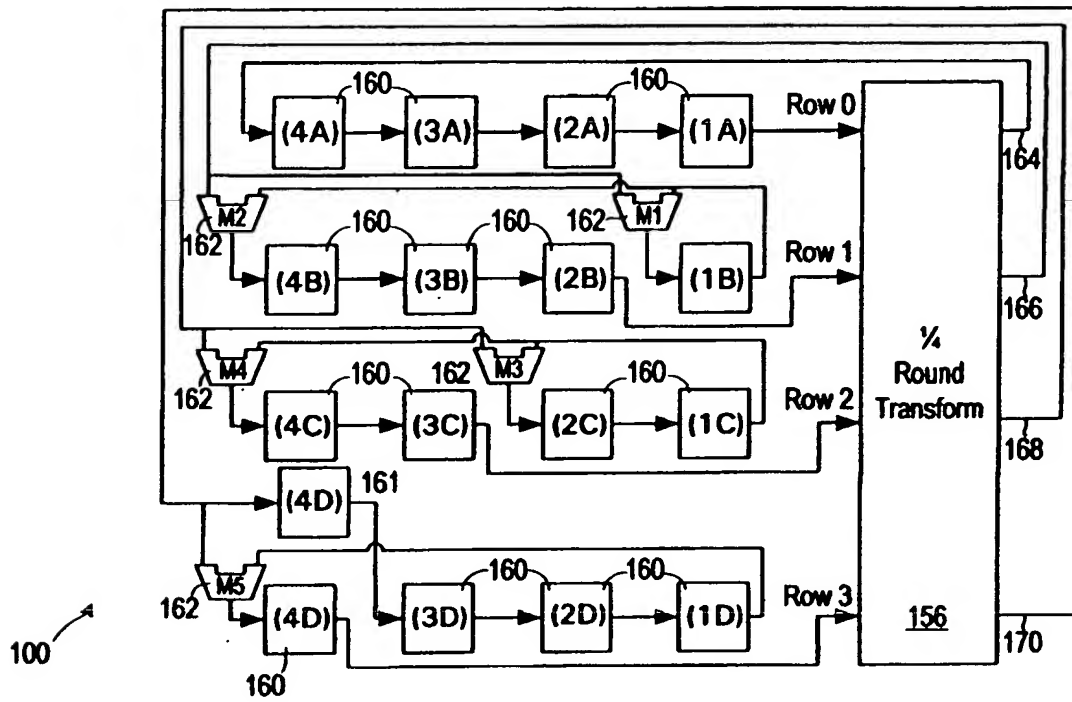 160 160
(4A) (3A) (2A) (1A) Row 0
164
M2 162 M1
162 160 160
(4B) (3B) (2B) (1B) Row 1
166
M4 M3
162 160 162 160
(4C) (3C) (2C) (1C) Row 2
168
¼
Round
Transform
(4D) 161
M5 160 160
162
(4D) (3D) (2D) (1D) Row 3
156
170
160
100